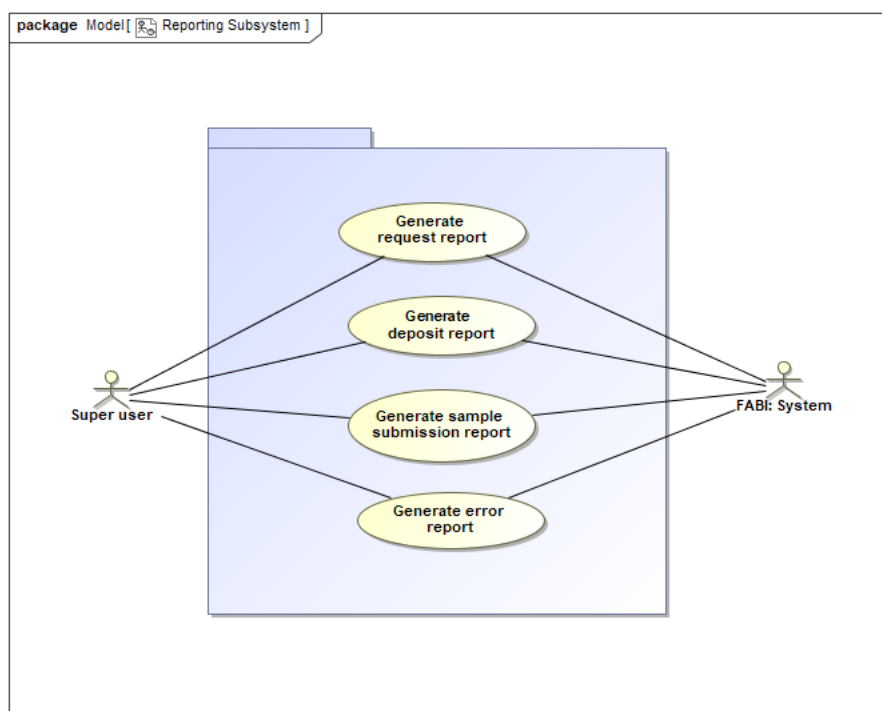 package Model[ Reporting Subsystem ]
Generate
request report
Generate
deposit report
Super user
FABI: System
Generate sample
submission report
Generate error
report